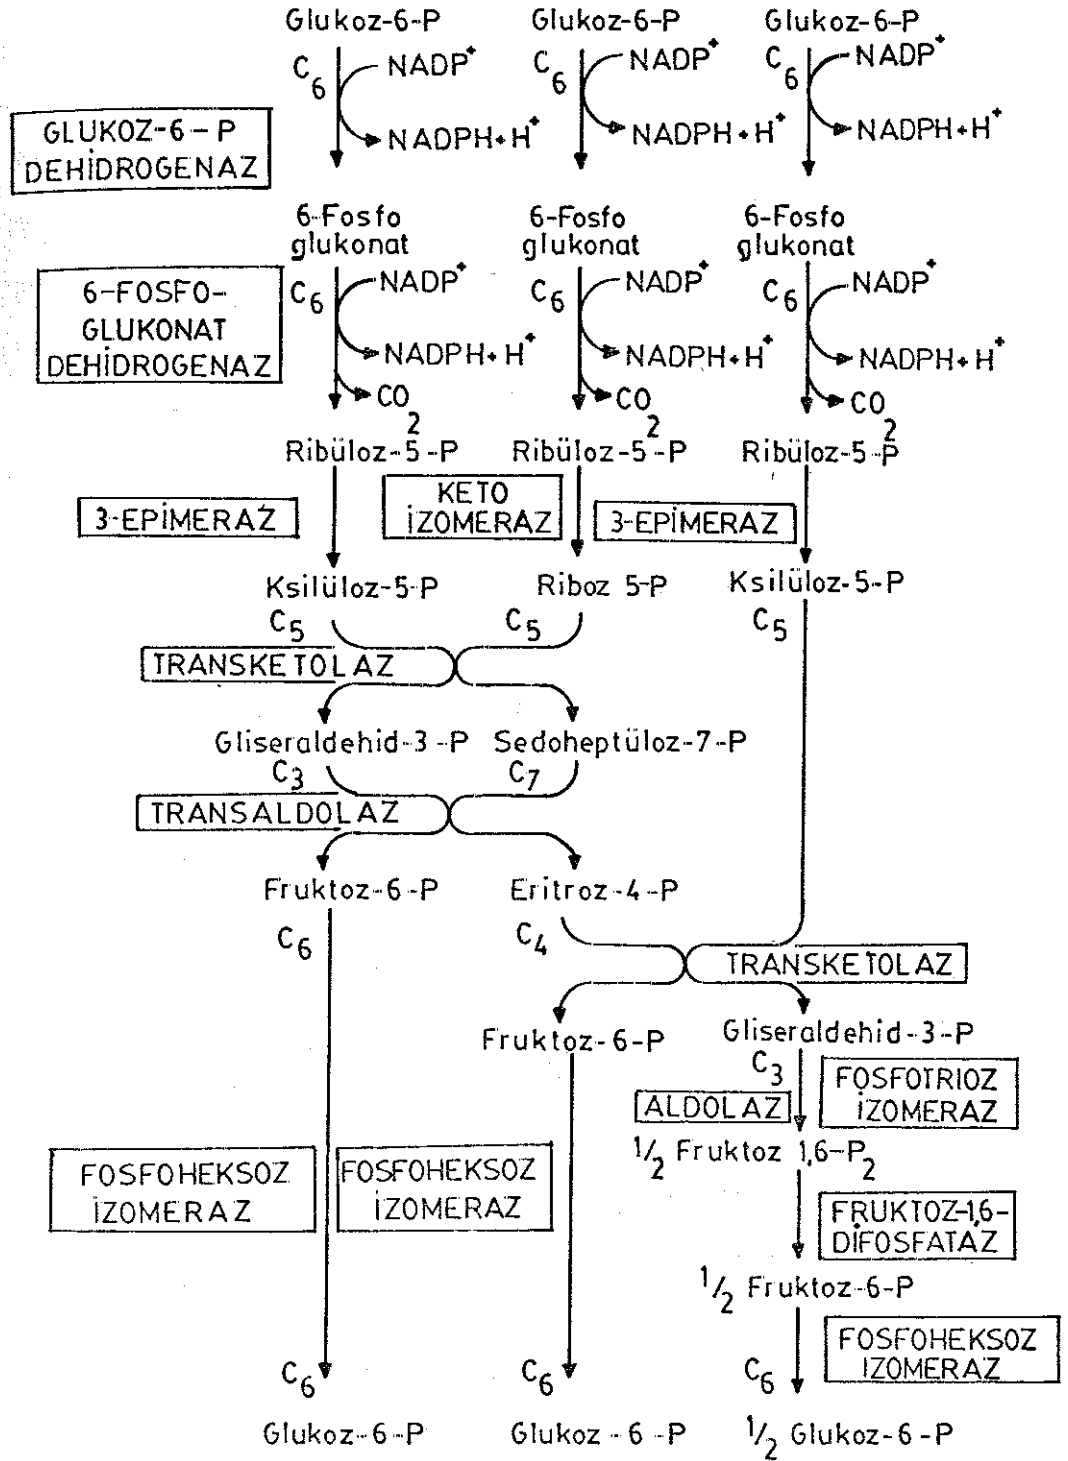 Glukoz-6-P Glukoz-6-P Glukoz-6-P
C6 NADP+ C6 NADP+ C6 NADP+
NADPH+H+ NADPH+H+ NADPH+H+
GLUKOZ-6-P
DEHİDROGENAZ
6-Fosfo 6-Fosfo 6-Fosfo
glukonat glukonat glukonat
C6 NADP+ C6 NADP+ C6 NADP+
6-FOSFO-
GLUKONAT
DEHİDROGENAZ
NADPH+H+ NADPH+H+ NADPH+H+
CO2 CO2 CO2
Ribüloz-5-P Ribüloz-5-P Ribüloz-5-P
3-EPİMERAZ
KETO
İZOMERAZ
3-EPİMERAZ
Ksilüloz-5-P Riboz 5-P Ksilüloz-5-P
C5 C5 C5
TRANSKETOLAZ
Gliseraldehid-3-P Sedoheptüloz-7-P
C3 C7
TRANSALDOLAZ
Fruktoz-6-P Eritroz-4-P
C6 C4
TRANSKETOLAZ
Fruktoz-6-P Gliseraldehid-3-P
C3
FOSFOTRIOZ
İZOMERAZ
ALDOLAZ
1/2 Fruktoz 1,6-P2
FOSFOHEKSOZ
İZOMERAZ
FOSFOHEKSOZ
İZOMERAZ
FRUKTOZ-1,6-
DİFOSFATAZ
1/2 Fruktoz-6-P
FOSFOHEKSOZ
İZOMERAZ
C6 C6 C6
Glukoz-6-P Glukoz-6-P 1/2 Glukoz-6-P